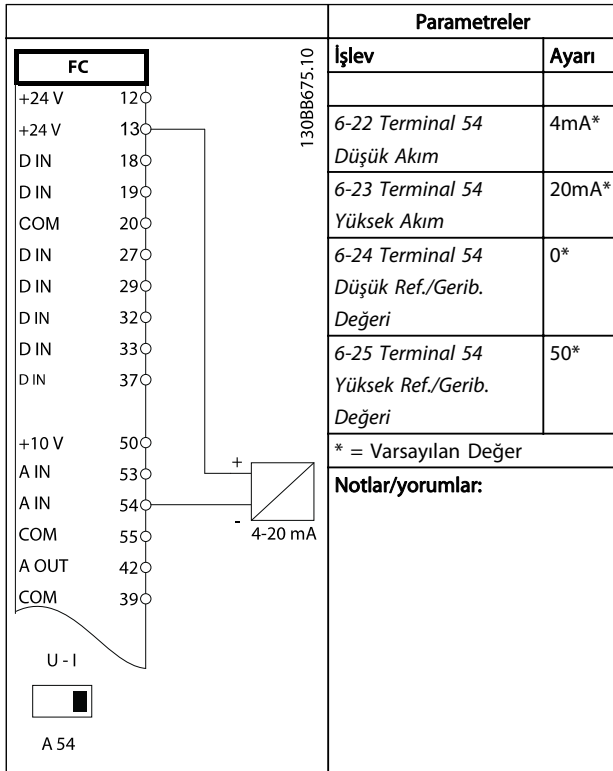 Parametreler
İşlev Ayarı
6-22 Terminal 54 4mA*
Düşük Akım
6-23 Terminal 54 20mA*
Yüksek Akım
6-24 Terminal 54 0*
Düşük Ref./Gerib.
Değeri
6-25 Terminal 54 50*
Yüksek Ref./Gerib.
Değeri
* = Varsayılan Değer
Notlar/yorumlar:
FC
130BB675.10
+24 V 12
+24 V 13
D IN 18
D IN 19
COM 20
D IN 27
D IN 29
D IN 32
D IN 33
D IN 37
+10 V 50
A IN 53
A IN 54
COM 55
A OUT 42
COM 39
+
-
4-20 mA
U - I
A 54